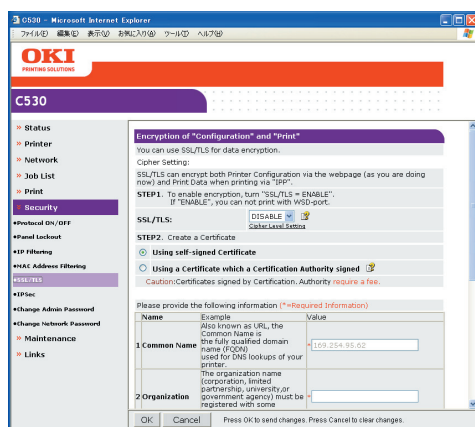 C530 - Microsoft Internet Explorer
ファイル(F) 編集(E) 表示(V) お気に入り(A) ツール(T) ヘルプ(H)
OKI
PRINTING SOLUTIONS
C530
Status
Printer
Network
Job List
Print
Security
Protocol ON/OFF
Panel Lockout
IP Filtering
MAC Address Filtering
SSL/TLS
IPSec
Change Admin Password
Change Network Password
Maintenance
Links
Encryption of "Configuration" and "Print"
You can use SSL/TLS for data encryption.
Cipher Setting:
SSL/TLS can encrypt both Printer Configuration via the webpage (as you are doing
now) and Print Data when printing via "IPP".
STEP1. To enable encryption, turn "SSL/TLS = ENABLE".
If "ENABLE", you can not print with WSD-port.
SSL/TLS: DISABLE
Cipher Level Setting
STEP2. Create a Certificate
Using self-signed Certificate
Using a Certificate which a Certification Authority signed
Caution:Certificates signed by Certification. Authority require a fee.
Please provide the following information (*=Required Information)
Name Example Value
Also known as URL, the
Common Name is
the fully qualified domain
name (FQDN)
used for DNS lookups of your
printer.
1 Common Name *169.254.95.62
The organization name
(corporation, limited
partnership, university,or
government agency) must be
registered with some
2 Organization *
OK Cancel Press OK to send changes. Press Cancel to clear changes.